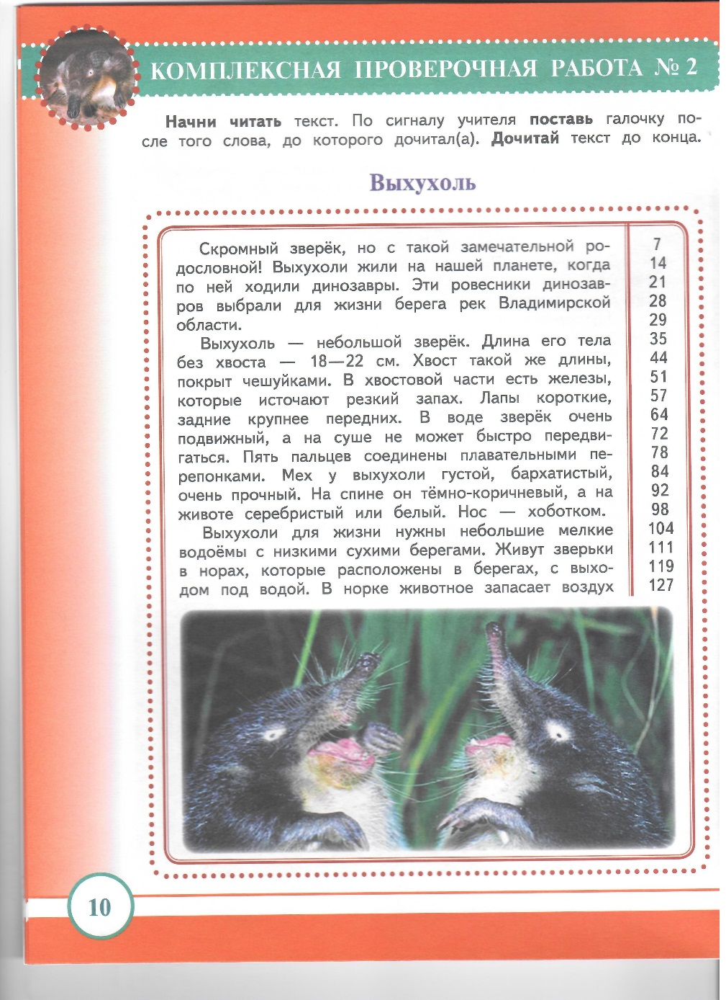 КОМПЛЕКСНАЯ ПРОВЕРОЧНАЯ РАБОТА № 2
Начни читать текст. По сигналу учителя поставь галочку по-
сле того слова, до которого дочитал(а). Дочитай текст до конца.
Выхухоль
Скромный зверёк, но с такой замечательной ро- 7
дословной! Выхухоли жили на нашей планете, когда 14
по ней ходили динозавры. Эти ровесники динозав- 21
ров выбрали для жизни берега рек Владимирской 28
области. 29
Выхухоль — небольшой зверёк. Длина его тела 35
без хвоста — 18—22 см. Хвост такой же длины, 44
покрыт чешуйками. В хвостовой части есть железы, 51
которые источают резкий запах. Лапы короткие, 57
задние крупнее передних. В воде зверёк очень 64
подвижный, а на суше не может быстро передви- 72
гаться. Пять пальцев соединены плавательными пе- 78
репонками. Мех у выхухоли густой, бархатистый, 84
очень прочный. На спине он тёмно-коричневый, а на 92
животе серебристый или белый. Нос — хоботком. 98
Выхухоли для жизни нужны небольшие мелкие 104
водоёмы с низкими сухими берегами. Живут зверьки 111
в норах, которые расположены в берегах, с выхо- 119
дом под водой. В норке животное запасает воздух 127
10